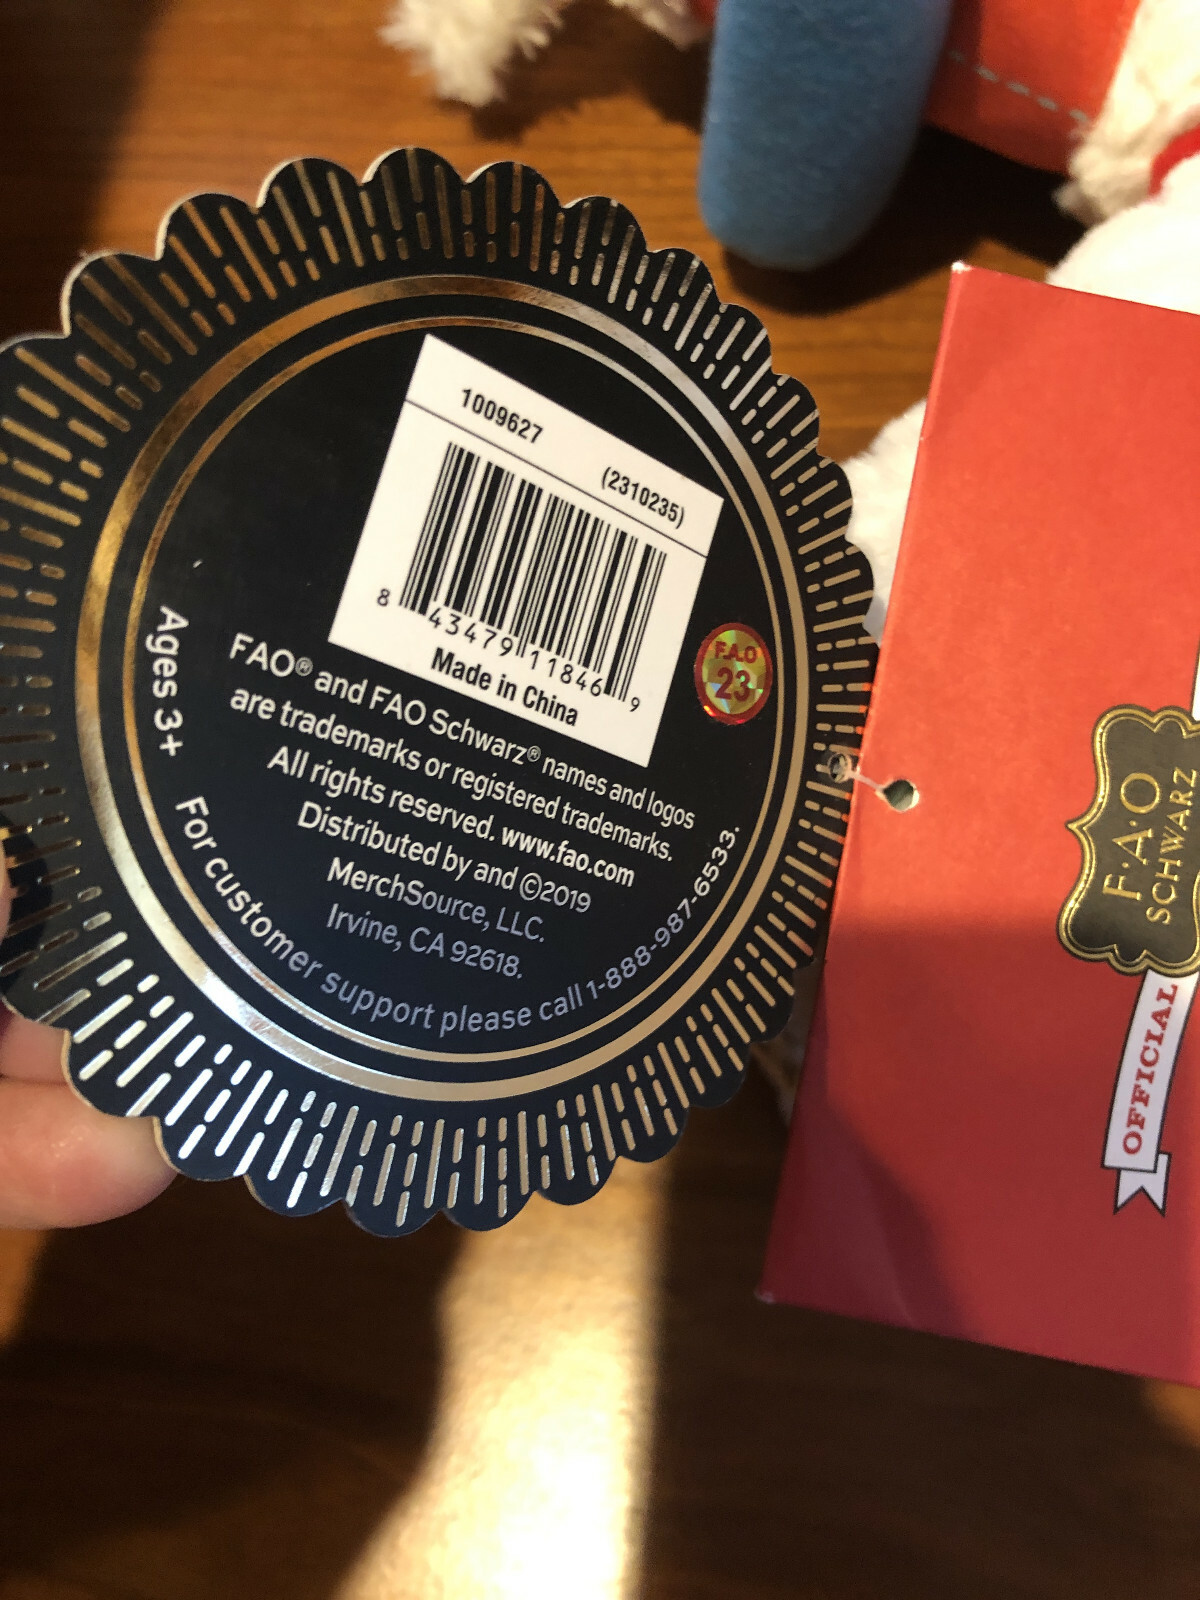 1009627
(2310235)
8 43479 11846 9
Made in China
F.A.O
23
FAO® and FAO Schwarz® names and logos
are trademarks or registered trademarks.
All rights reserved. www.fao.com
Distributed by and ©2019
MerchSource, LLC.
Irvine, CA 92618.
Ages 3+
For customer support please call 1-888-987-6533.
F·A·O
SCHWARZ
OFFICIAL